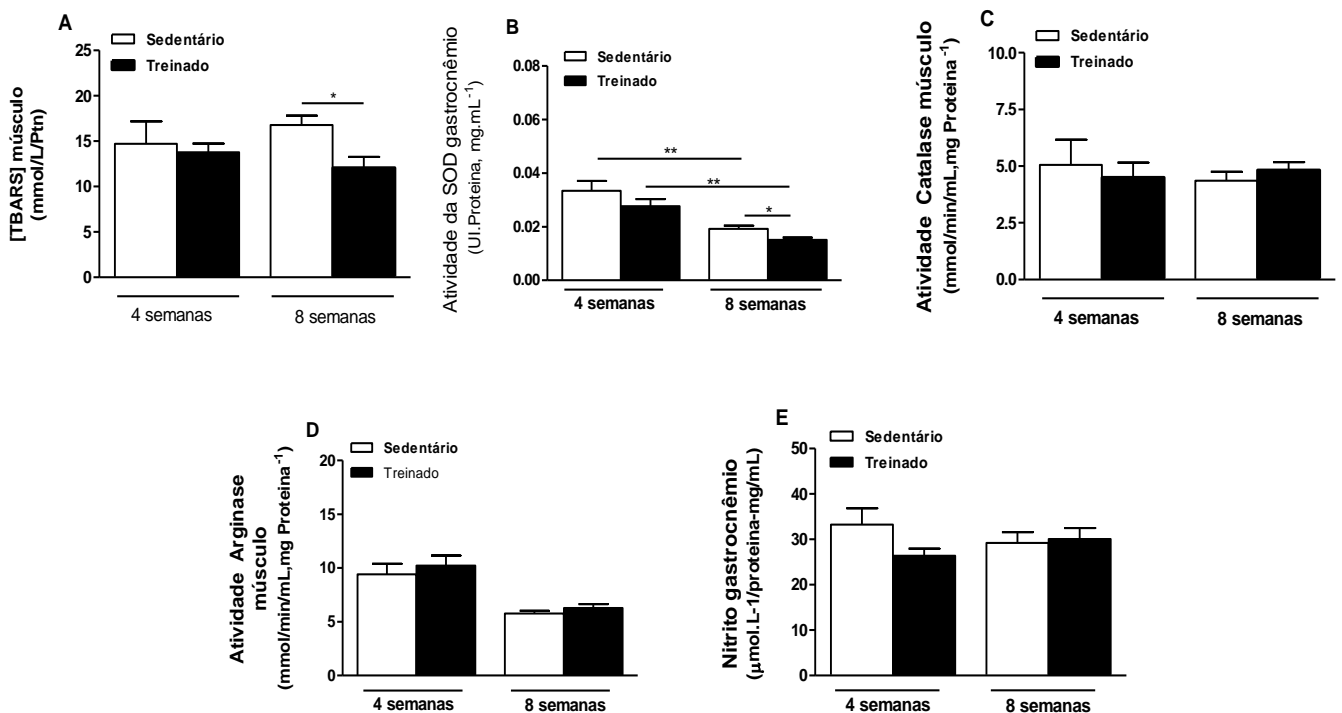 A
Sedentário
Treinado
[TBARS] músculo
(mmol/L/Ptn)
25
20
15
10
5
0
*
4 semanas
8 semanas
B
Sedentário
Treinado
Atividade da SOD gastrocnêmio
(UI.Proteina, mg.mL-1)
0.08
0.06
0.04
0.02
0.00
**
**
*
4 semanas
8 semanas
C
Sedentário
Treinado
Atividade Catalase músculo
(mmol/min/mL,mg Proteina-1)
10.0
7.5
5.0
2.5
0.0
4 semanas
8 semanas
D
Sedentário
Treinado
Atividade Arginase
músculo
(mmol/min/mL,mg Proteina-1)
20
15
10
5
0
4 semanas
8 semanas
E
Sedentário
Treinado
Nitrito gastrocnêmio
(μmol.L-1/proteina-mg/mL)
50
40
30
20
10
0
4 semanas
8 semanas